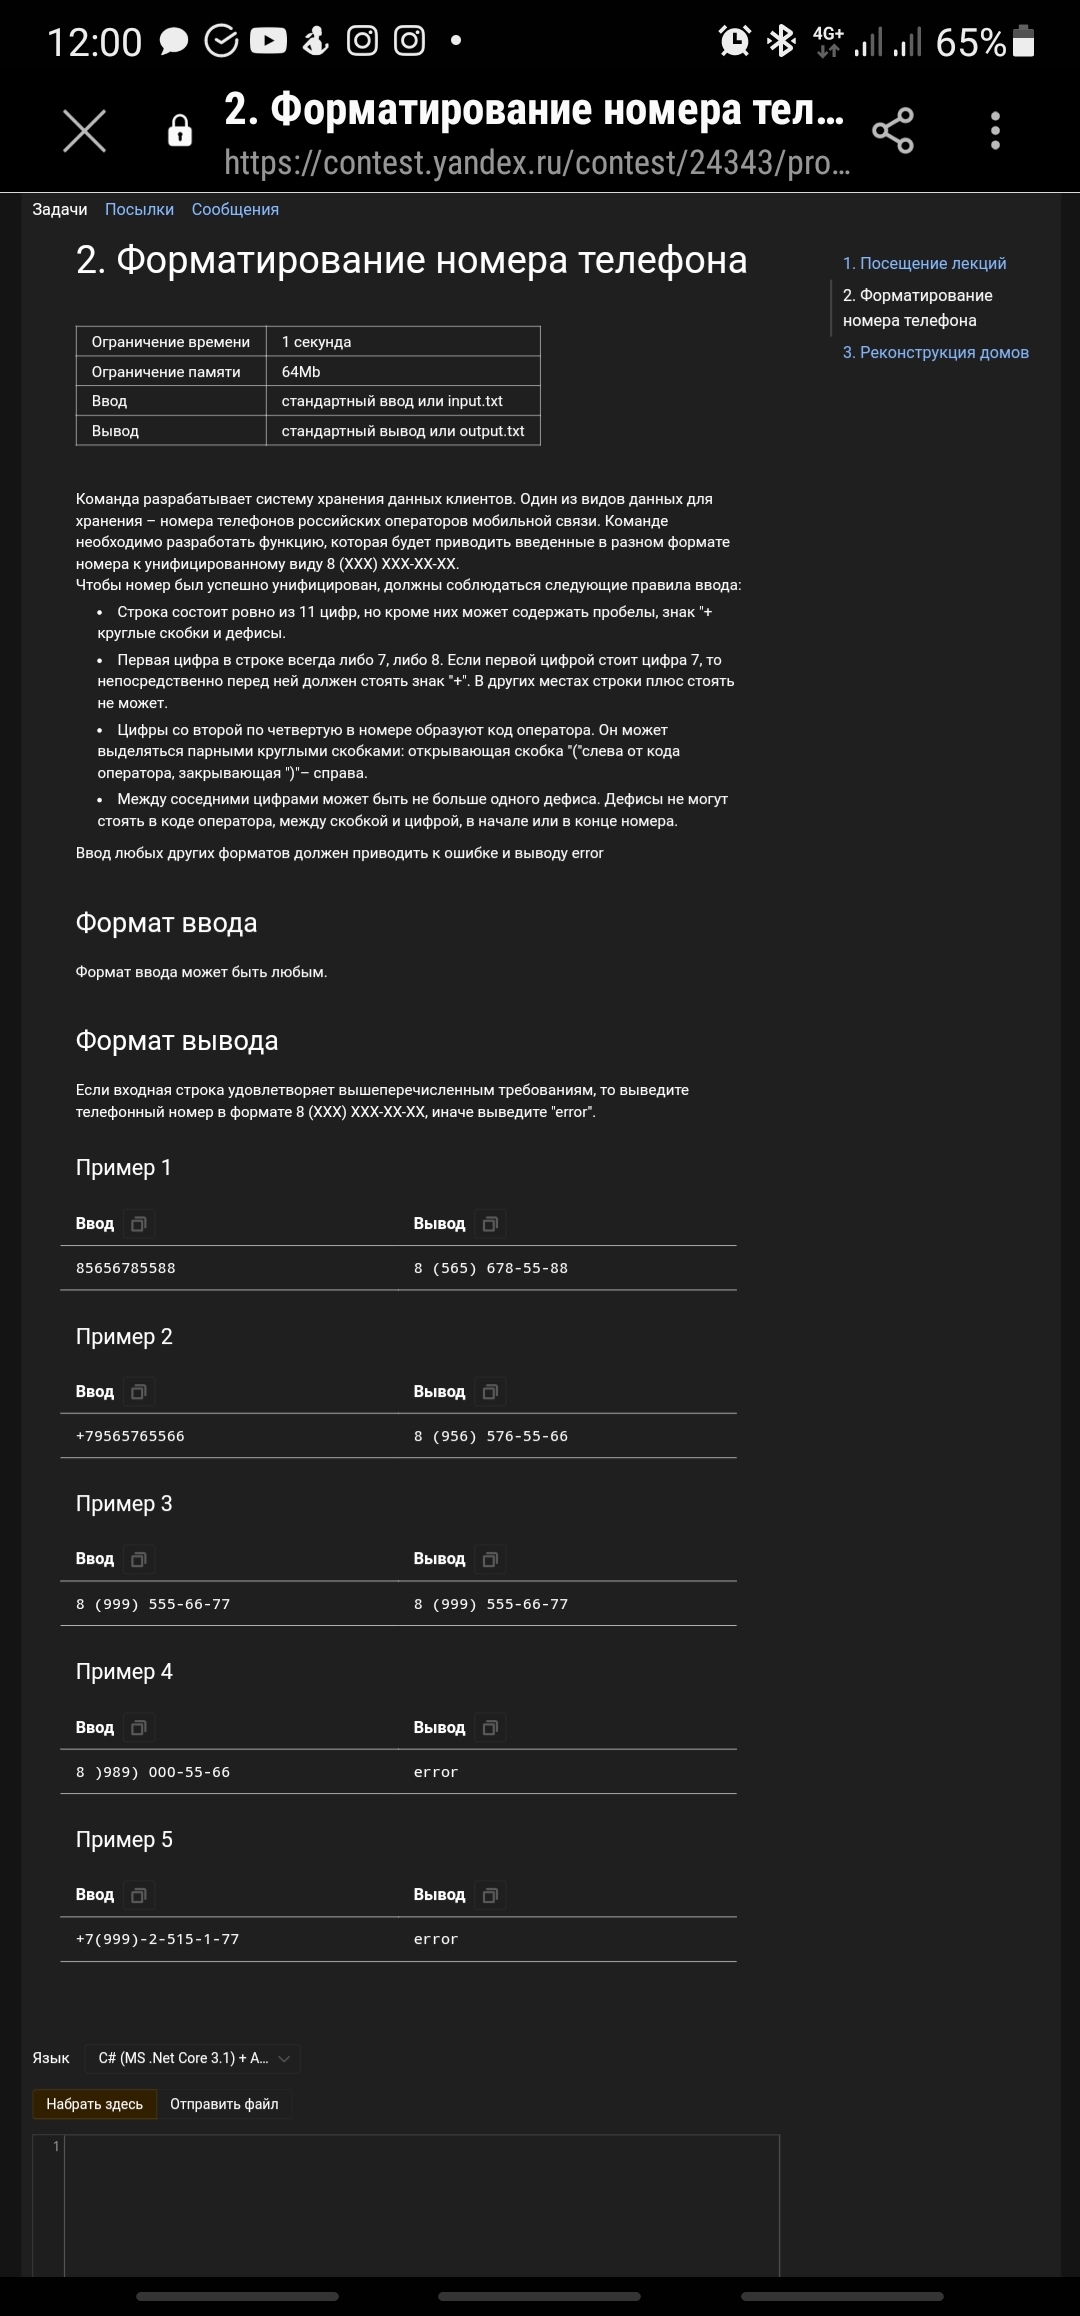 12:00
4G+
65%
2. Форматирование номера тел...
https://contest.yandex.ru/contest/24343/pro...
Задачи Посылки Сообщения
2. Форматирование номера телефона
1. Посещение лекций
2. Форматирование
номера телефона
3. Реконструкция домов
Ограничение времени 1 секунда
Ограничение памяти 64Mb
Ввод стандартный ввод или input.txt
Вывод стандартный вывод или output.txt
Команда разрабатывает систему хранения данных клиентов. Один из видов данных для
хранения – номера телефонов российских операторов мобильной связи. Команде
необходимо разработать функцию, которая будет приводить введенные в разном формате
номера к унифицированному виду 8 (XXX) XXX-XX-XX.
Чтобы номер был успешно унифицирован, должны соблюдаться следующие правила ввода:
• Строка состоит ровно из 11 цифр, но кроме них может содержать пробелы, знак "+
круглые скобки и дефисы.
• Первая цифра в строке всегда либо 7, либо 8. Если первой цифрой стоит цифра 7, то
непосредственно перед ней должен стоять знак "+". В других местах строки плюс стоять
не может.
• Цифры со второй по четвертую в номере образуют код оператора. Он может
выделяться парными круглыми скобками: открывающая скобка "("слева от кода
оператора, закрывающая ")"– справа.
• Между соседними цифрами может быть не больше одного дефиса. Дефисы не могут
стоять в коде оператора, между скобкой и цифрой, в начале или в конце номера.
Ввод любых других форматов должен приводить к ошибке и выводу error
Формат ввода
Формат ввода может быть любым.
Формат вывода
Если входная строка удовлетворяет вышеперечисленным требованиям, то выведите
телефонный номер в формате 8 (XXX) XXX-XX-XX, иначе выведите "error".
Пример 1
Ввод Вывод
85656785588 8 (565) 678-55-88
Пример 2
Ввод Вывод
+79565765566 8 (956) 576-55-66
Пример 3
Ввод Вывод
8 (999) 555-66-77 8 (999) 555-66-77
Пример 4
Ввод Вывод
8 )989) OOO-55-66 error
Пример 5
Ввод Вывод
+7(999)-2-515-1-77 error
Язык C# (MS .Net Core 3.1) + A...
Набрать здесь Отправить файл
1